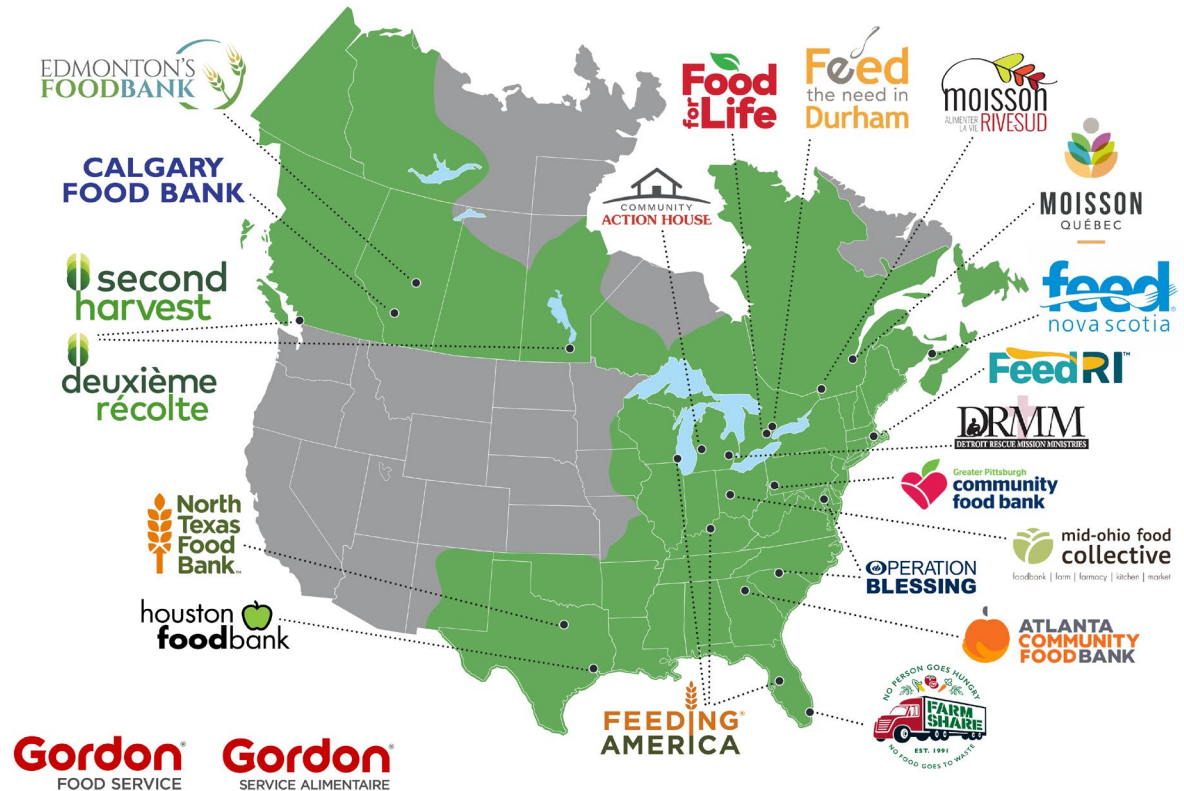 EDMONTON'S
FOODBANK
CALGARY
FOOD BANK
second
harvest
deuxième
récolte
North
Texas
Food
Bank™
houston
foodbank
Gordon®
FOOD SERVICE
Gordon®
SERVICE ALIMENTAIRE
COMMUNITY
ACTION HOUSE
Food
for Life
Feed
the need in
Durham
moisson
ALIMENTER
LA VIE
RIVESUD
MOISSON
QUÉBEC
feed®
nova scotia
FeedRI™
DRMM
DETROIT RESCUE MISSION MINISTRIES
Greater Pittsburgh
community
food bank
mid-ohio food
collective
foodbank | farm | farmacy | kitchen | market
OPERATION
BLESSING
ATLANTA
COMMUNITY
FOODBANK
FEEDING®
AMERICA
NO PERSON GOES HUNGRY
FARM
SHARE
EST. 1991
NO FOOD GOES TO WASTE